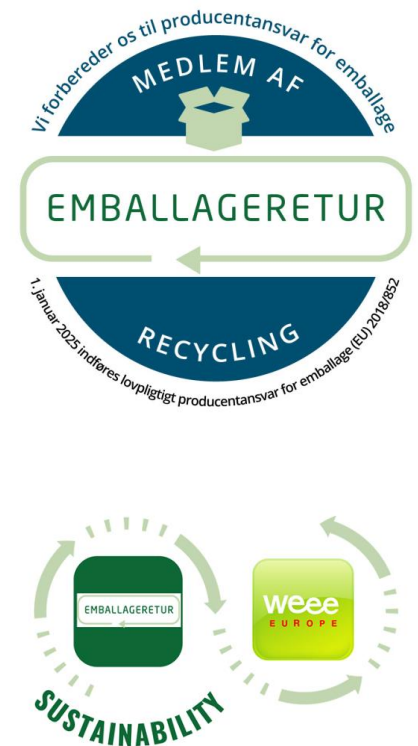 Vi forbereder os til producentansvar for emballage
MEDLEM AF
EMBALLAGERETUR
RECYCLING
1. januar 2025 indføres lovpligtigt producentansvar for emballage (EU) 2018/852
EMBALLAGERETUR
weee
EUROPE
SUSTAINABILITY